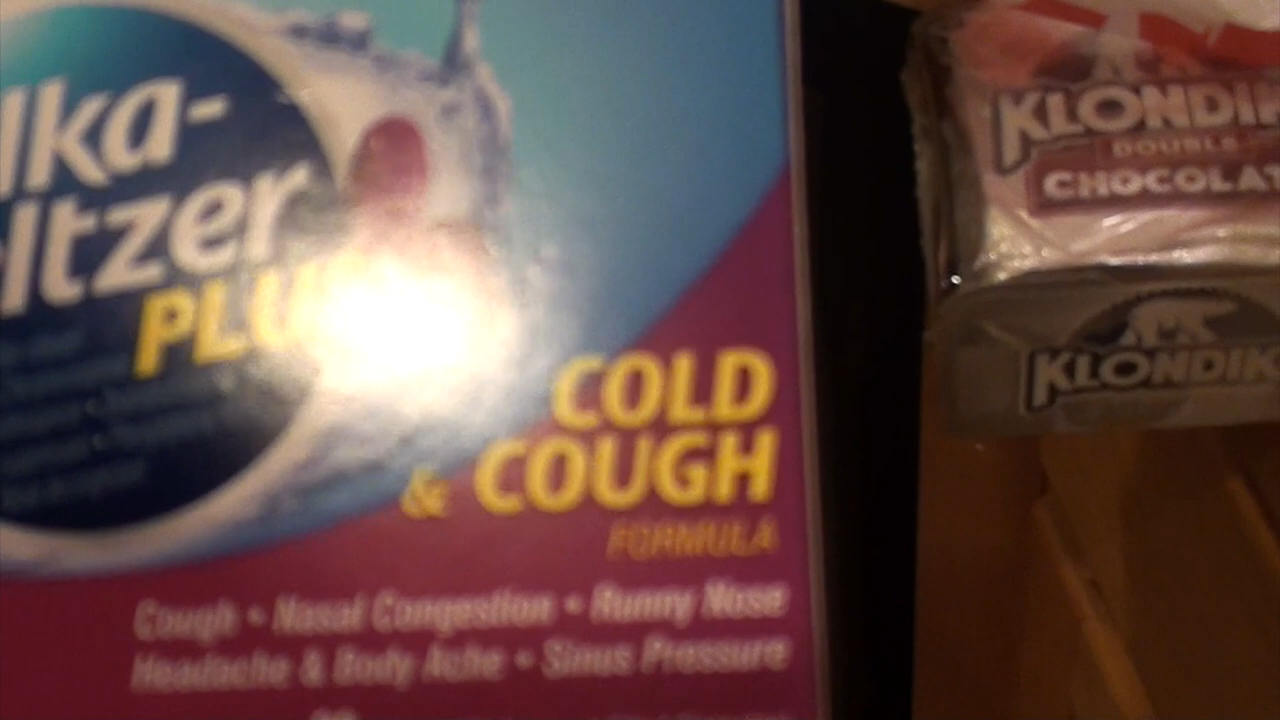 lka-
ltzer
PLU
COLD
& COUGH
FORMULA
Cough • Nasal Congestion • Runny Nose
Headache & Body Ache • Sinus Pressure
KLONDI
DOUBLE
CHOCOLAT
KLONDIK